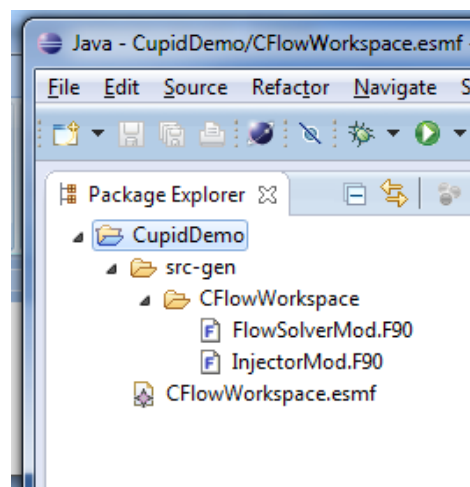 Java - CupidDemo/CFlowWorkspace.esmf -
File Edit Source Refactor Navigate S
Package Explorer
CupidDemo
src-gen
CFlowWorkspace
FlowSolverMod.F90
InjectorMod.F90
CFlowWorkspace.esmf